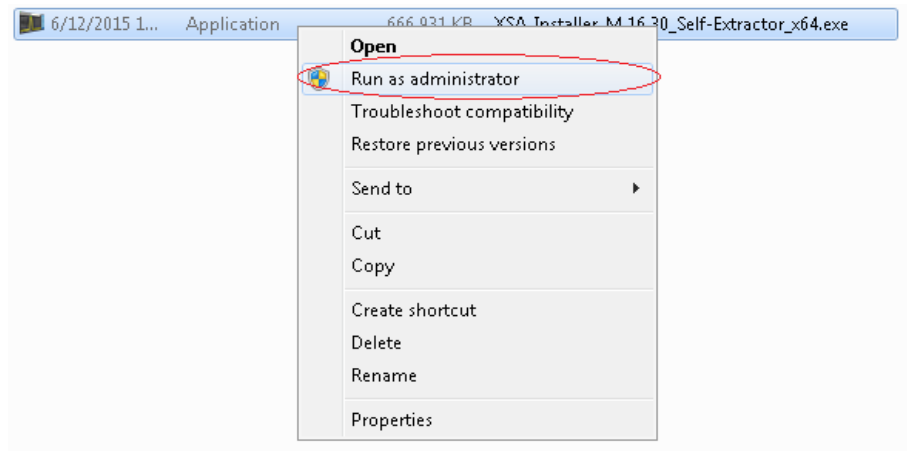 6/12/2015 1... Application 666,931 KB XSA_Installer_M.16.30_Self-Extractor_x64.exe
Open
Run as administrator
Troubleshoot compatibility
Restore previous versions
Send to
Cut
Copy
Create shortcut
Delete
Rename
Properties